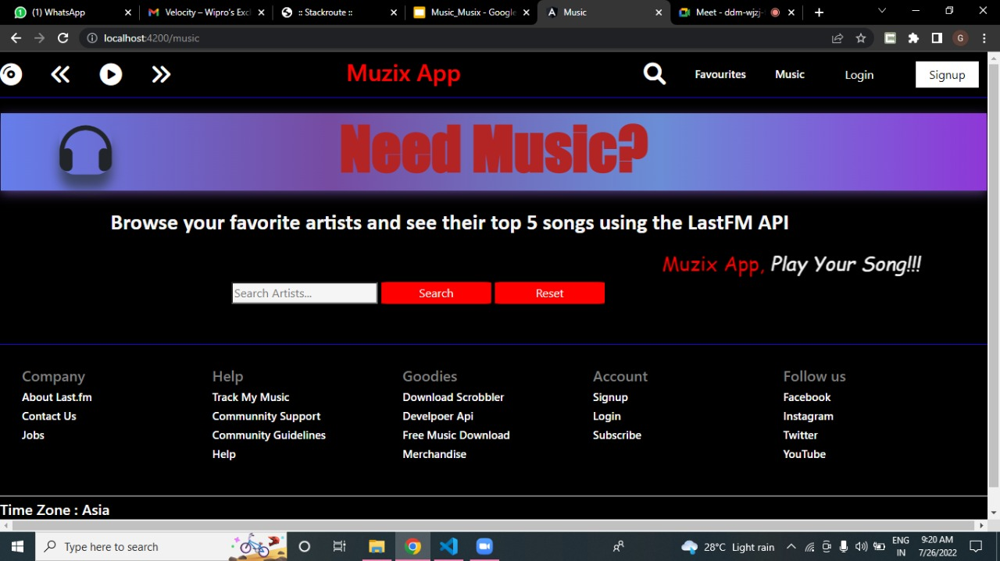 (1) WhatsApp
Velocity – Wipro's Exc
:: Stackroute ::
Music_Musix - Google
Music
Meet - ddm-wjzj-
localhost:4200/music
G
Muzix App
Favourites
Music
Login
Signup
Need Music?
Browse your favorite artists and see their top 5 songs using the LastFM API
Muzix App, Play Your Song!!!
Search Artists...
Search
Reset
Company
Help
Goodies
Account
Follow us
About Last.fm
Track My Music
Download Scrobbler
Signup
Facebook
Contact Us
Communnity Support
Develpoer Api
Login
Instagram
Jobs
Community Guidelines
Free Music Download
Subscribe
Twitter
Help
Merchandise
YouTube
Time Zone : Asia
Type here to search
28°C Light rain
ENG
IN
9:20 AM
7/26/2022